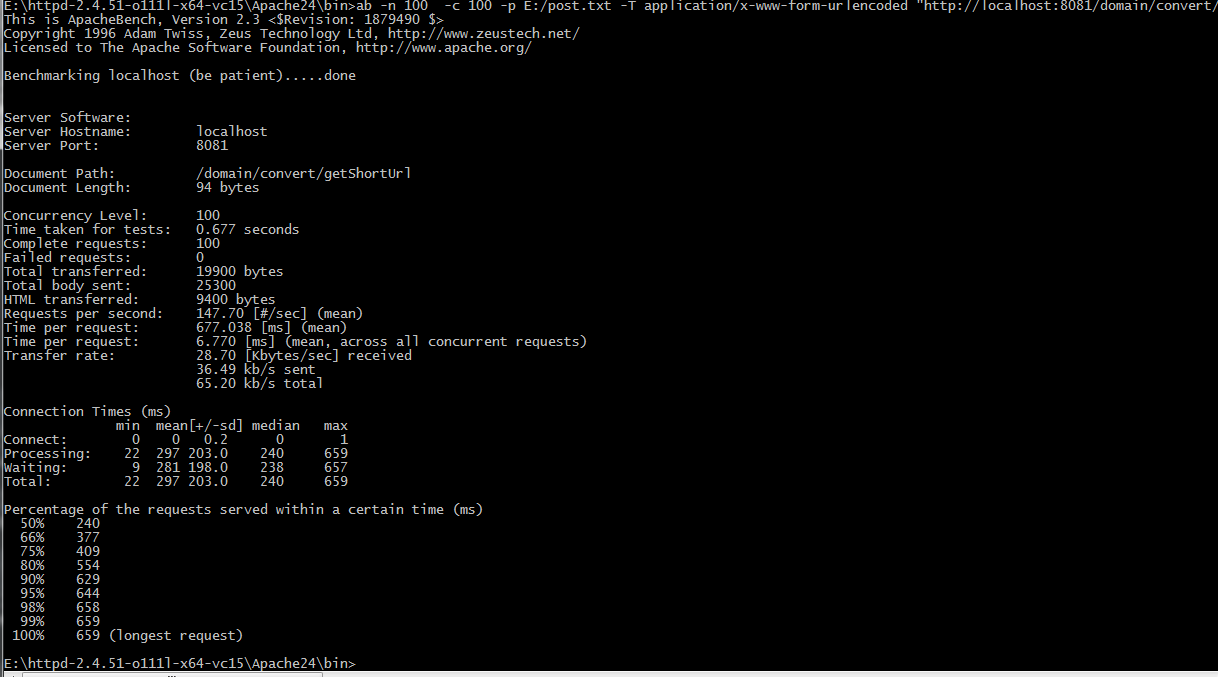 E:\httpd-2.4.51-o111l-x64-vc15\Apache24\bin>ab -n 100  -c 100 -p E:/post.txt -T application/x-www-form-urlencoded "http://localhost:8081/domain/convert/
This is ApacheBench, Version 2.3 <$Revision: 1879490 $>
Copyright 1996 Adam Twiss, Zeus Technology Ltd, http://www.zeustech.net/
Licensed to The Apache Software Foundation, http://www.apache.org/
Benchmarking localhost (be patient).....done
Server Software:
Server Hostname:        localhost
Server Port:            8081
Document Path:          /domain/convert/getShortUrl
Document Length:        94 bytes
Concurrency Level:      100
Time taken for tests:   0.677 seconds
Complete requests:      100
Failed requests:        0
Total transferred:      19900 bytes
Total body sent:        25300
HTML transferred:       9400 bytes
Requests per second:    147.70 [#/sec] (mean)
Time per request:       677.038 [ms] (mean)
Time per request:       6.770 [ms] (mean, across all concurrent requests)
Transfer rate:          28.70 [Kbytes/sec] received
                        36.49 kb/s sent
                        65.20 kb/s total
Connection Times (ms)
              min  mean[+/-sd] median   max
Connect:        0    0   0.2      0       1
Processing:    22  297 203.0    240     659
Waiting:        9  281 198.0    238     657
Total:         22  297 203.0    240     659
Percentage of the requests served within a certain time (ms)
  50%    240
  66%    377
  75%    409
  80%    554
  90%    629
  95%    644
  98%    658
  99%    659
 100%    659 (longest request)
E:\httpd-2.4.51-o111l-x64-vc15\Apache24\bin>